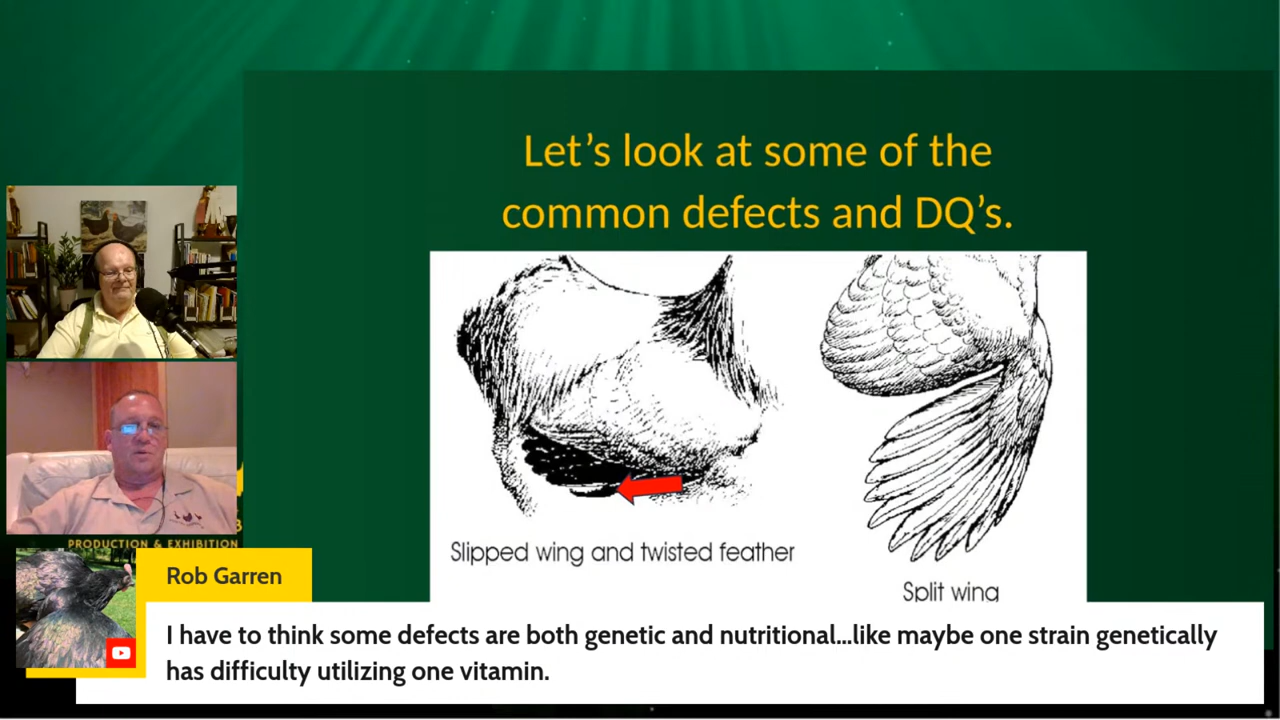 Let's look at some of the
common defects and DQ's.
Slipped wing and twisted feather
Split wing
PRODUCTION & EXHIBITION
Rob Garren
I have to think some defects are both genetic and nutritional...like maybe one strain genetically
has difficulty utilizing one vitamin.